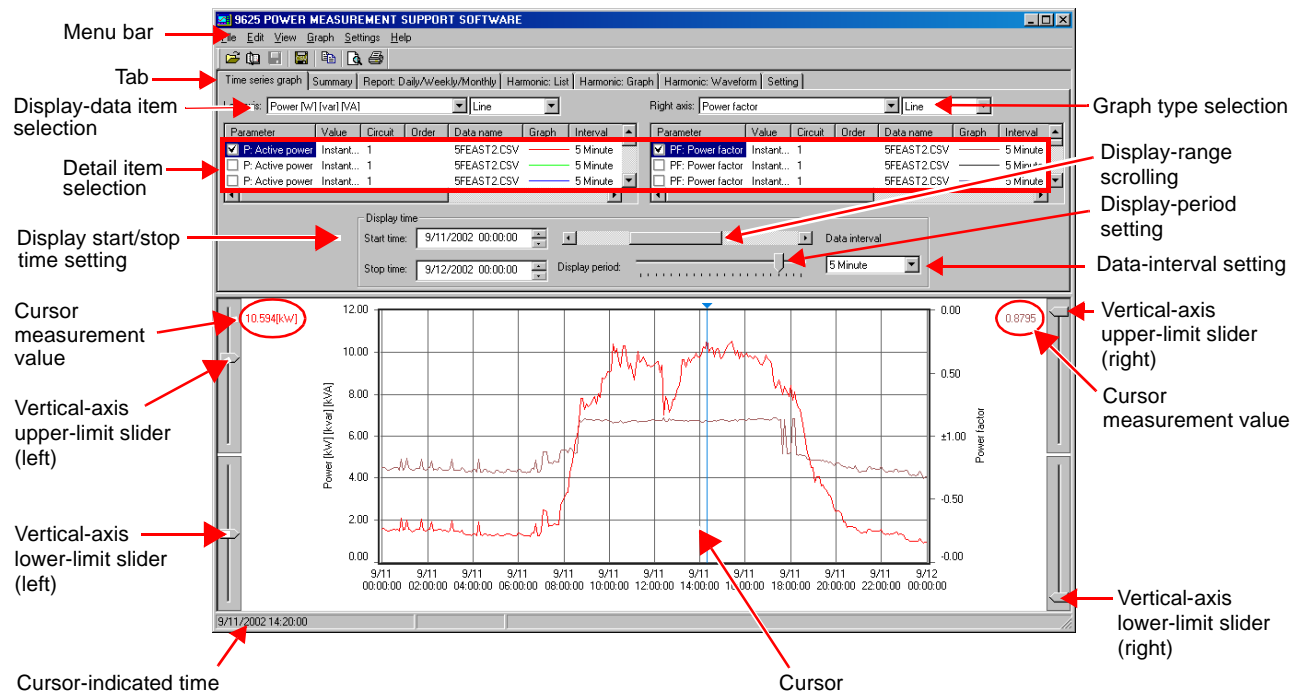 9625 POWER MEASUREMENT SUPPORT SOFTWARE
Menu bar
File Edit View Graph Settings Help
Tab
Time series graph Summary Report: Daily/Weekly/Monthly Harmonic: List Harmonic: Graph Harmonic: Waveform Setting
Display-data item
selection
Power [W] [var] [VA] Line
Right axis: Power factor Line
Graph type selection
Parameter Value Circuit Order Data name Graph Interval
P: Active power Instant... 1 5FEAST2.CSV 5 Minute
P: Active power Instant... 1 5FEAST2.CSV 5 Minute
P: Active power Instant... 1 5FEAST2.CSV 5 Minute
Parameter Value Circuit Order Data name Graph Interval
PF: Power factor Instant... 1 5FEAST2.CSV 5 Minute
PF: Power factor Instant... 1 5FEAST2.CSV 5 Minute
PF: Power factor Instant... 1 5FEAST2.CSV 5 Minute
Detail item
selection
Display-range
scrolling
Display-period
setting
Display start/stop
time setting
Display time
Start time: 9/11/2002 00:00:00
Data interval
Stop time: 9/12/2002 00:00:00
Display period:
5 Minute
Data-interval setting
Cursor
measurement
value
10.594[kW]
0.8795
Vertical-axis
upper-limit slider
(right)
Cursor
measurement value
Vertical-axis
upper-limit slider
(left)
Vertical-axis
lower-limit slider
(left)
Power [kW] [kvar] [kVA]
12.00
10.00
8.00
6.00
4.00
2.00
0.00
0.00
0.50
±1.00
-0.50
-0.00
Power factor
9/11 9/11 9/11 9/11 9/11 9/11 9/11 9/11 9/11 9/11 9/11 9/11 9/12
00:00:00 02:00:00 04:00:00 06:00:00 08:00:00 10:00:00 12:00:00 14:00:00 16:00:00 18:00:00 20:00:00 22:00:00 00:00:00
Vertical-axis
lower-limit slider
(right)
9/11/2002 14:20:00
Cursor-indicated time
Cursor